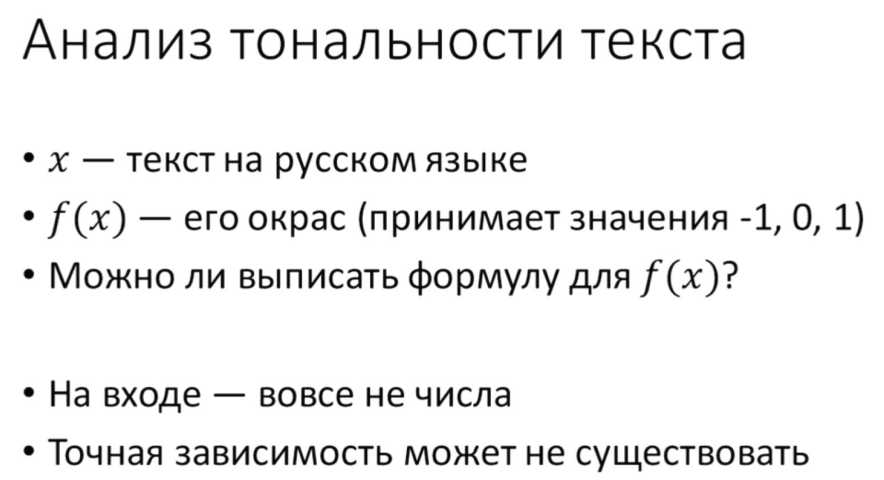 Анализ тональности текста
• x — текст на русском языке
• f(x) — его окрас (принимает значения -1, 0, 1)
• Можно ли выписать формулу для f(x)?
• На входе — вовсе не числа
• Точная зависимость может не существовать